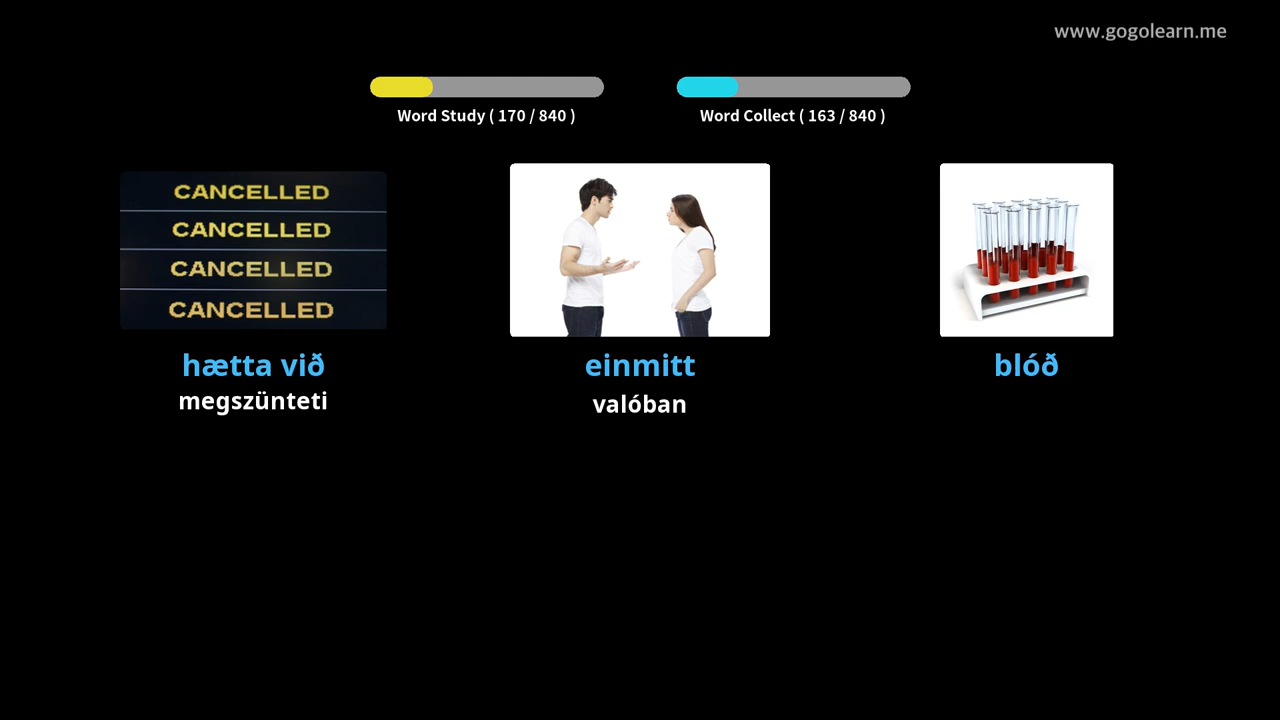 www.gogolearn.me
Word Study ( 170 / 840 )
Word Collect ( 163 / 840 )
CANCELLED
CANCELLED
CANCELLED
CANCELLED
hætta við
megszünteti
einmitt
valóban
blóð